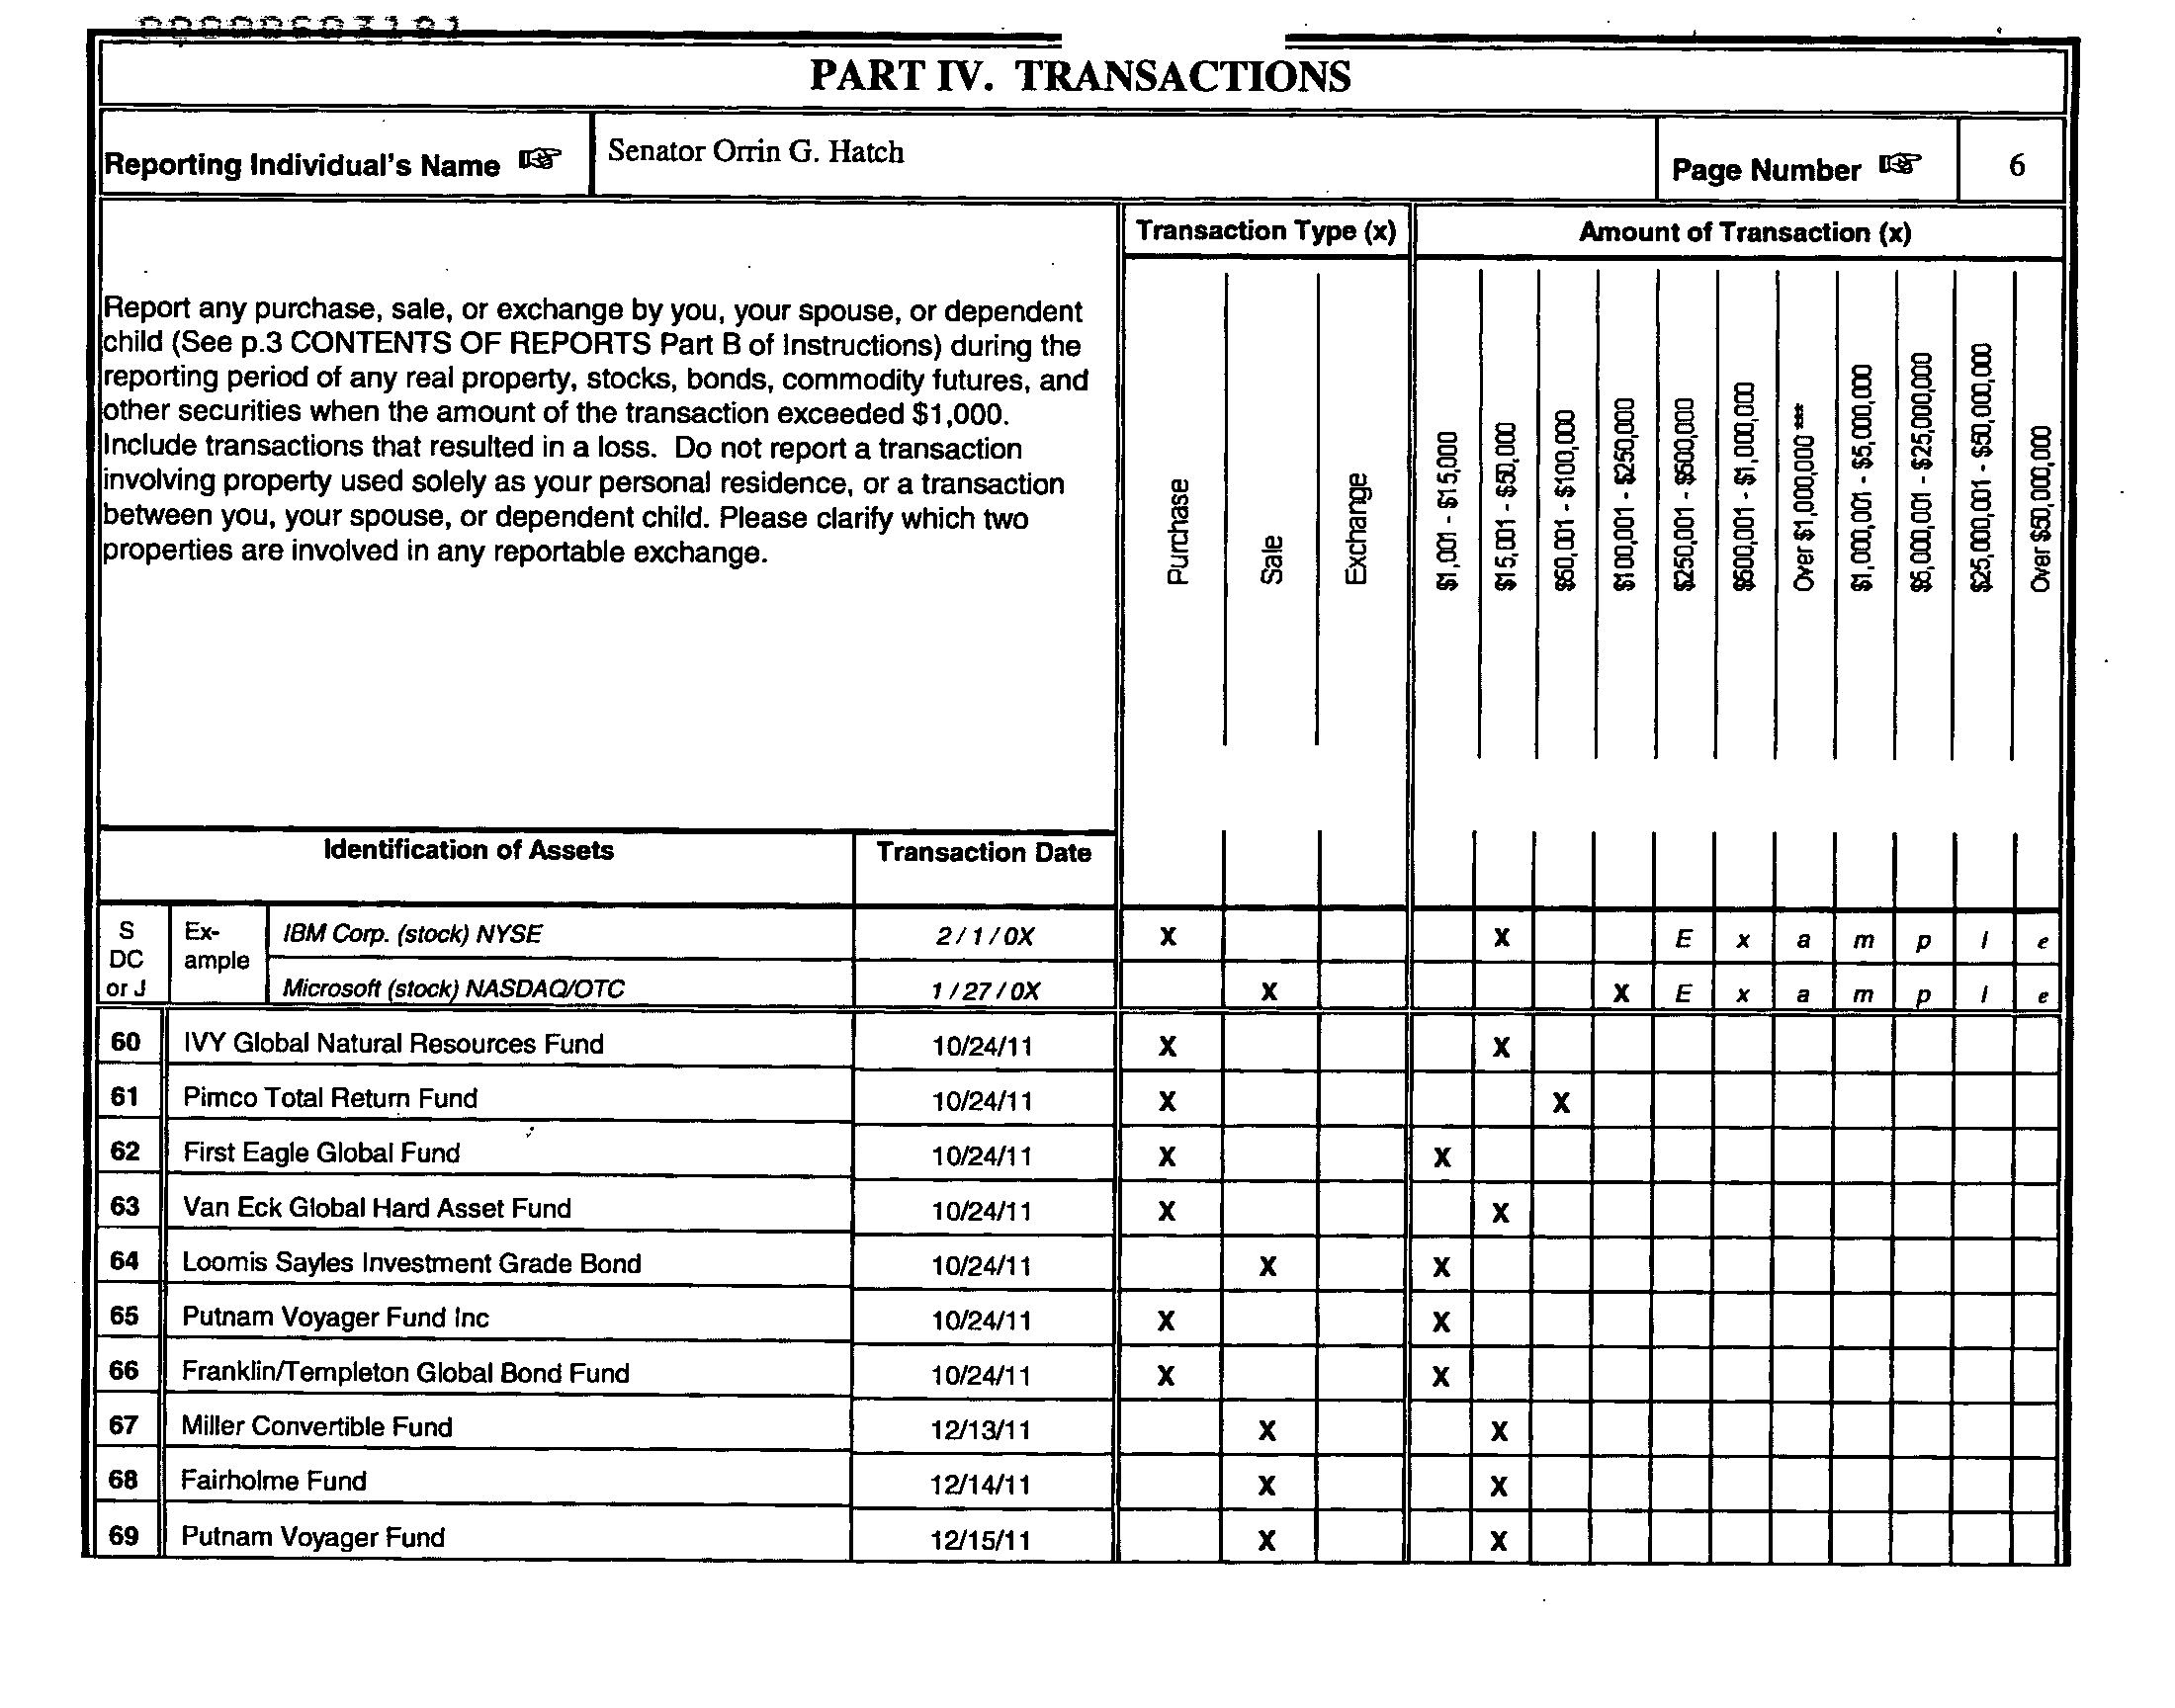 PART IV. TRANSACTIONS
Reporting Individual's Name ☞ Senator Orrin G. Hatch Page Number ☞ 6
Transaction Type (x) Amount of Transaction (x)
Report any purchase, sale, or exchange by you, your spouse, or dependent
child (See p.3 CONTENTS OF REPORTS Part B of Instructions) during the
reporting period of any real property, stocks, bonds, commodity futures, and
other securities when the amount of the transaction exceeded $1,000.
Include transactions that resulted in a loss. Do not report a transaction
involving property used solely as your personal residence, or a transaction
between you, your spouse, or dependent child. Please clarify which two
properties are involved in any reportable exchange.
Purchase
Sale
Exchange
$1,001 - $15,000
$15,001 - $50,000
$50,001 - $100,000
$100,001 - $250,000
$250,001 - $500,000
$500,001 - $1,000,000
Over $1,000,000 ***
$1,000,001 - $5,000,000
$5,000,001 - $25,000,000
$25,000,001 - $50,000,000
Over $50,000,000
Identification of Assets Transaction Date
S
DC
or J
Ex-
ample
IBM Corp. (stock) NYSE 2 / 1 / 0X X X E x a m p l e
Microsoft (stock) NASDAQ/OTC 1 / 27 / 0X X X E x a m p l e
60 IVY Global Natural Resources Fund 10/24/11 X X
61 Pimco Total Return Fund 10/24/11 X X
62 First Eagle Global Fund 10/24/11 X X
63 Van Eck Global Hard Asset Fund 10/24/11 X X
64 Loomis Sayles Investment Grade Bond 10/24/11 X X
65 Putnam Voyager Fund Inc 10/24/11 X X
66 Franklin/Templeton Global Bond Fund 10/24/11 X X
67 Miller Convertible Fund 12/13/11 X X
68 Fairholme Fund 12/14/11 X X
69 Putnam Voyager Fund 12/15/11 X X